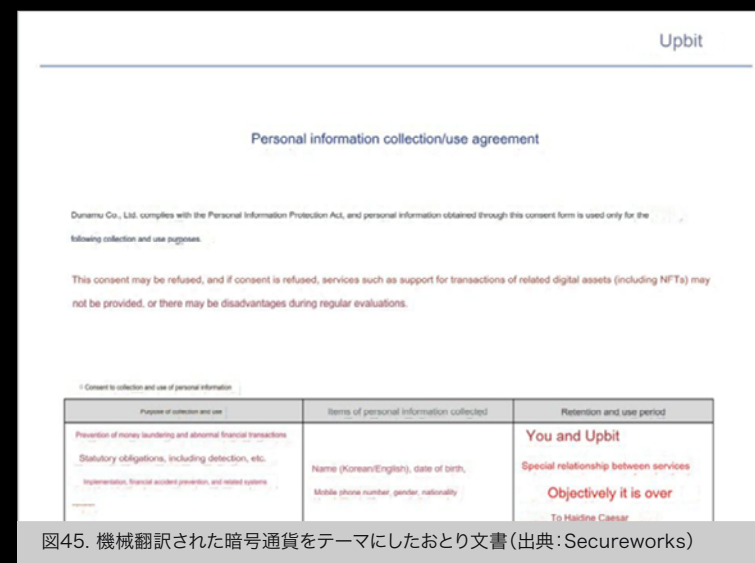 Upbit
Personal information collection/use agreement
Dunamu Co., Ltd. complies with the Personal Information Protection Act, and personal information obtained through this consent form is used only for the
following collection and use purposes.
This consent may be refused, and if consent is refused, services such as support for transactions of related digital assets (including NFTs) may
not be provided, or there may be disadvantages during regular evaluations.
Consent to collection and use of personal information
Purpose of collection and use
Items of personal information collected
Retention and use period
Prevention of money laundering and abnormal financial transactions
Statutory obligations, including detection, etc.
Implementation, financial accident prevention, and related systems
Name (Korean/English), date of birth,
Mobile phone number, gender, nationality
You and Upbit
Special relationship between services
Objectively it is over
To Haidine Caesar
図45. 機械翻訳された暗号通貨をテーマにしたおとり文書(出典:Secureworks)